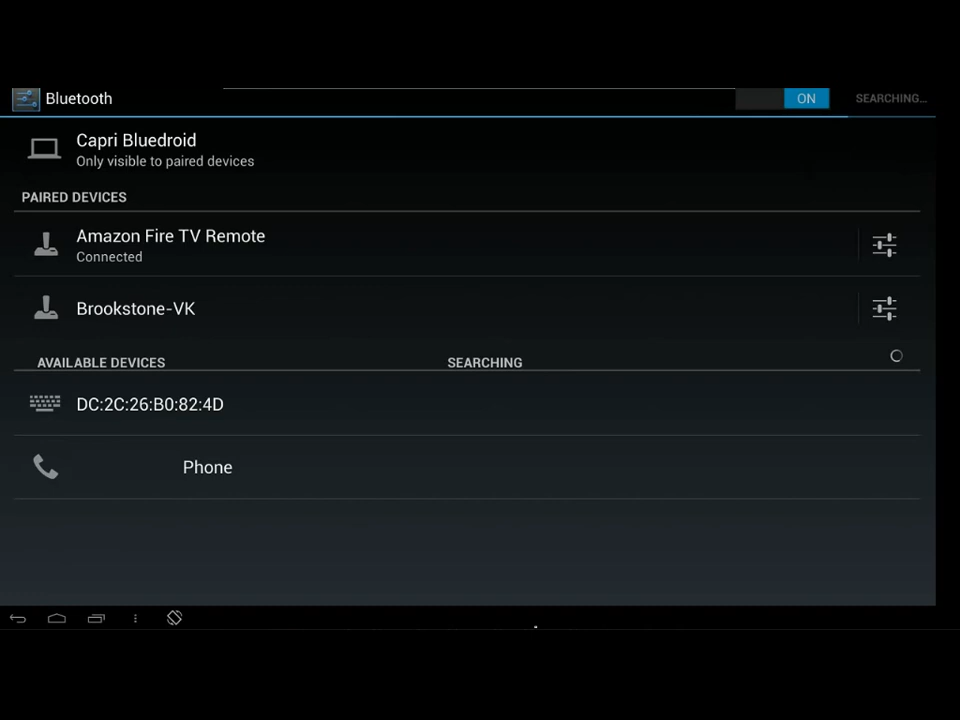 Bluetooth ON SEARCHING...
Capri Bluedroid
Only visible to paired devices
PAIRED DEVICES
Amazon Fire TV Remote
Connected
Brookstone-VK
AVAILABLE DEVICES SEARCHING
DC:2C:26:B0:82:4D
Phone